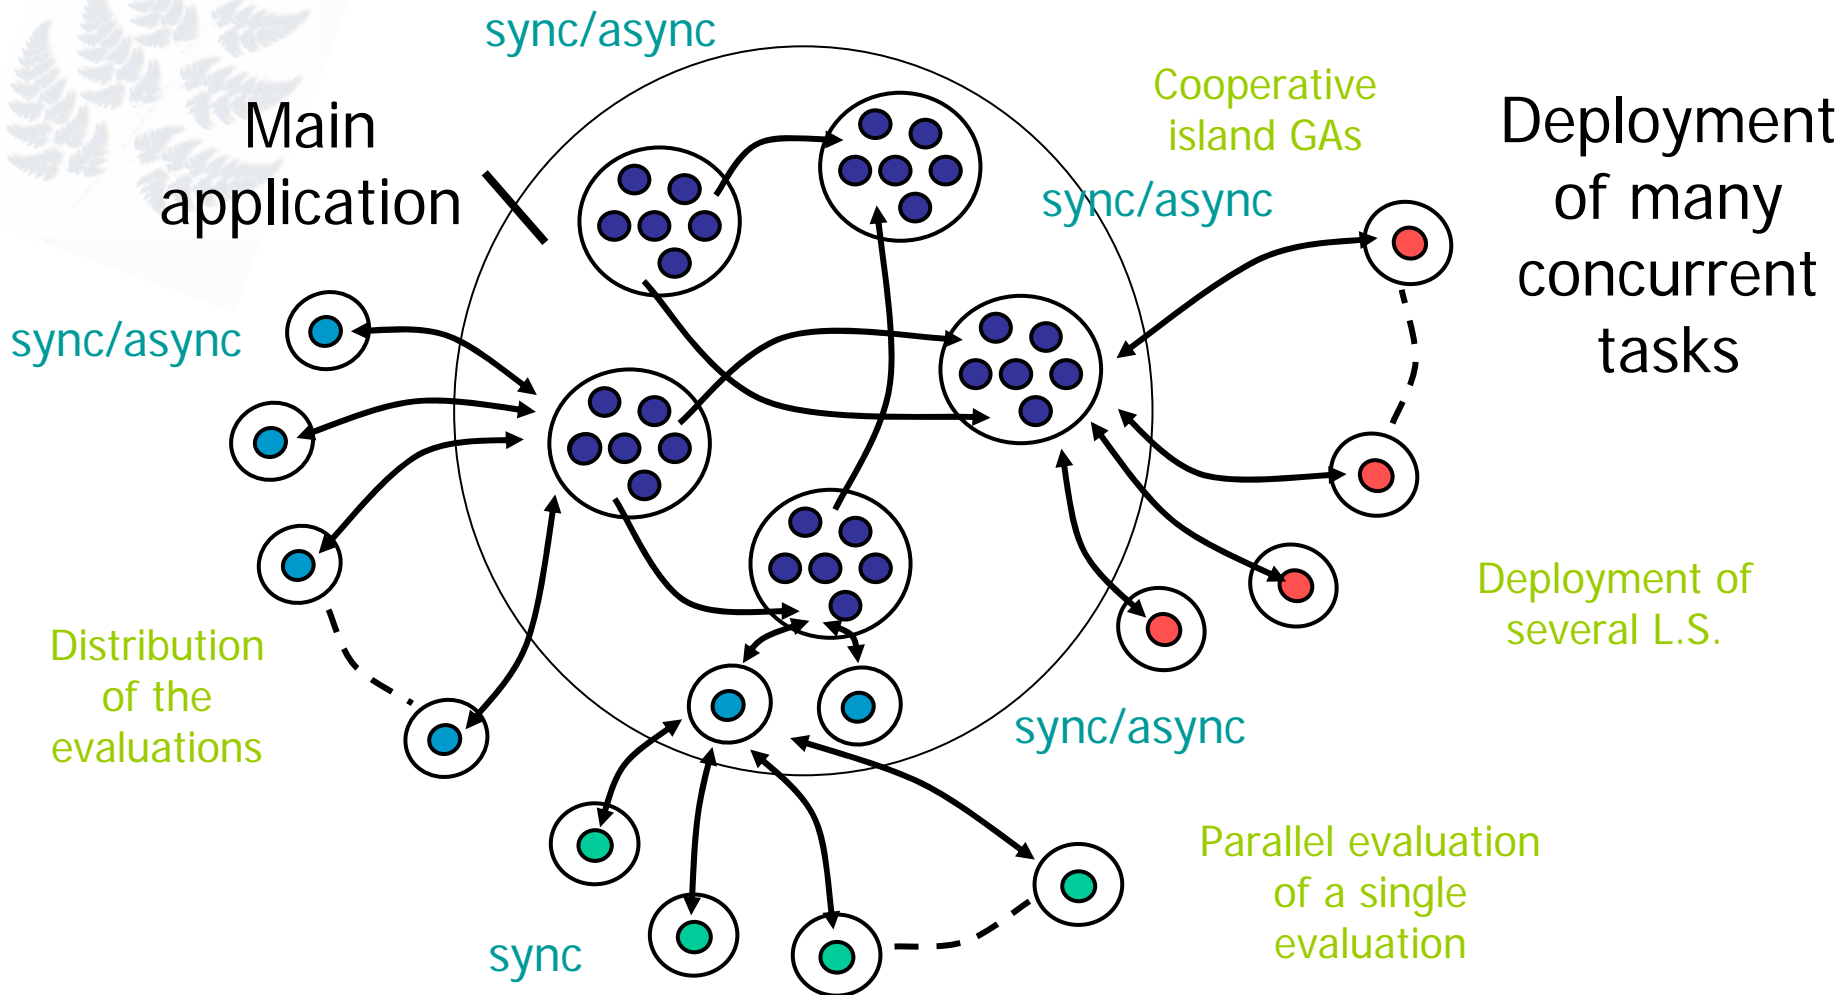 sync/async
Main
application
Cooperative
island GAs
sync/async
Deployment
of many
concurrent
tasks
sync/async
Distribution
of the
evaluations
Deployment of
several L.S.
sync/async
Parallel evaluation
of a single
evaluation
sync